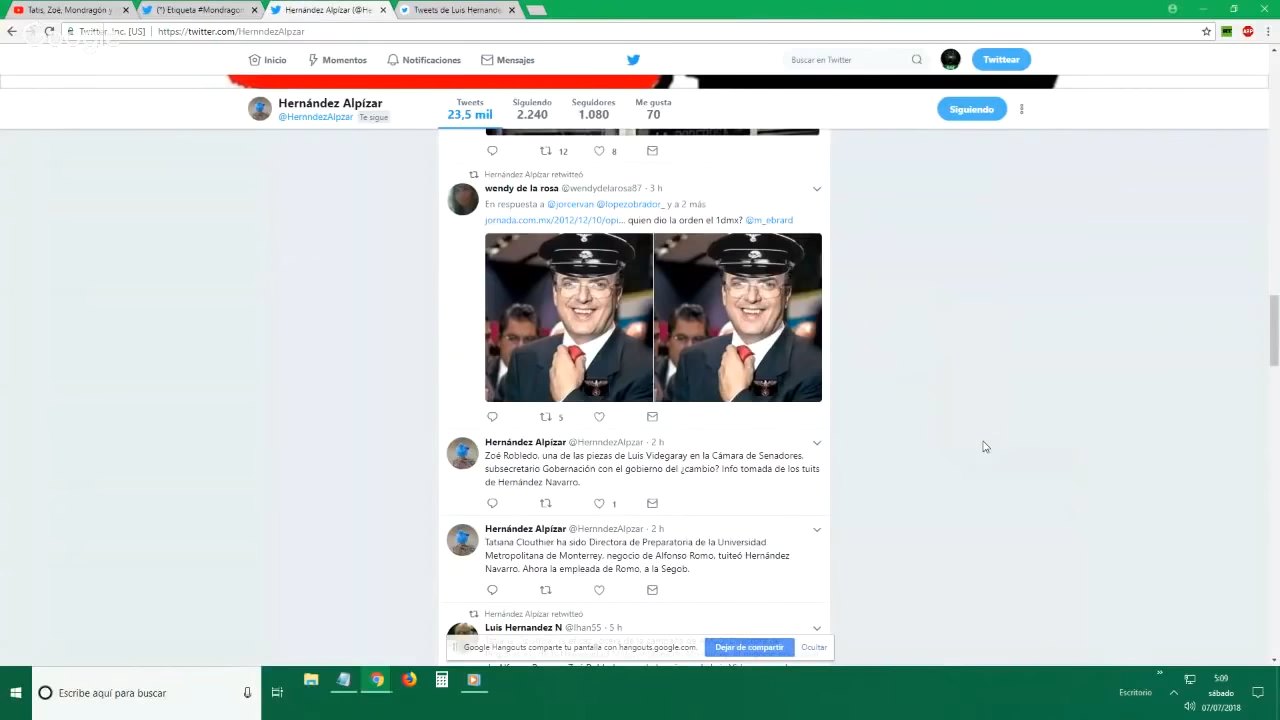 Tatis, Zoé, Mondragón y
(*) Etiqueta #Mondragó
Hernández Alpízar (@He
Tweets de Luis Hernande
Twitter, Inc. [US]
https://twitter.com/HernndezAlpzar
Inicio
Momentos
Notificaciones
Mensajes
Buscar en Twitter
Twittear
Hernández Alpízar
@HernndezAlpzar Te sigue
Tweets
23,5 mil
Siguiendo
2.240
Seguidores
1.080
Me gusta
70
Siguiendo
12
8
Hernández Alpízar retwitteó
wendy de la rosa @wendydelarosa87 · 3 h
En respuesta a @jorcervan @lopezobrador_ y a 2 más
jornada.com.mx/2012/12/10/opi… quien dio la orden el 1dmx? @m_ebrard
5
Hernández Alpízar @HernndezAlpzar · 2 h
Zoé Robledo, una de las piezas de Luis Videgaray en la Cámara de Senadores,
subsecretario Gobernación con el gobierno del ¿cambio? Info tomada de los tuits
de Hernández Navarro.
1
Hernández Alpízar @HernndezAlpzar · 2 h
Tatiana Clouthier ha sido Directora de Preparatoria de la Universidad
Metropolitana de Monterrey, negocio de Alfonso Romo, tuiteó Hernández
Navarro. Ahora la empleada de Romo, a la Segob.
Hernández Alpízar retwitteó
Luis Hernandez N @lhan55 · 5 h
Google Hangouts comparte tu pantalla con hangouts.google.com.
Dejar de compartir
Ocultar
Escribe aquí para buscar
Escritorio
5:09
sábado
07/07/2018